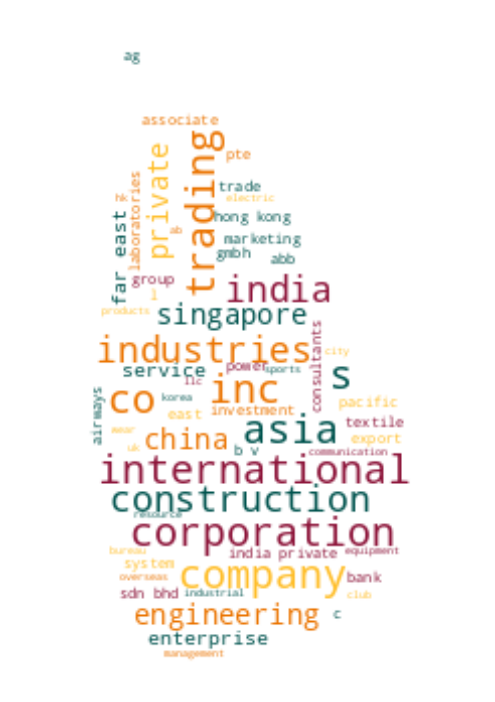 ag
associate
trading
private
pte
laboratories
trade
hk
electric
far east
hong kong
ab
marketing
gmbh
abb
group
india
l
products
singapore
consultants
industries
city
service
power
sports
s
llc
inc
co
korea
pacific
airways
east
investment
asia
textile
wear
china
export
uk
b v
communication
international
construction
resource
corporation
bureau
india private
equipment
system
company
overseas
bank
sdn bhd
industrial
club
engineering
c
enterprise
management